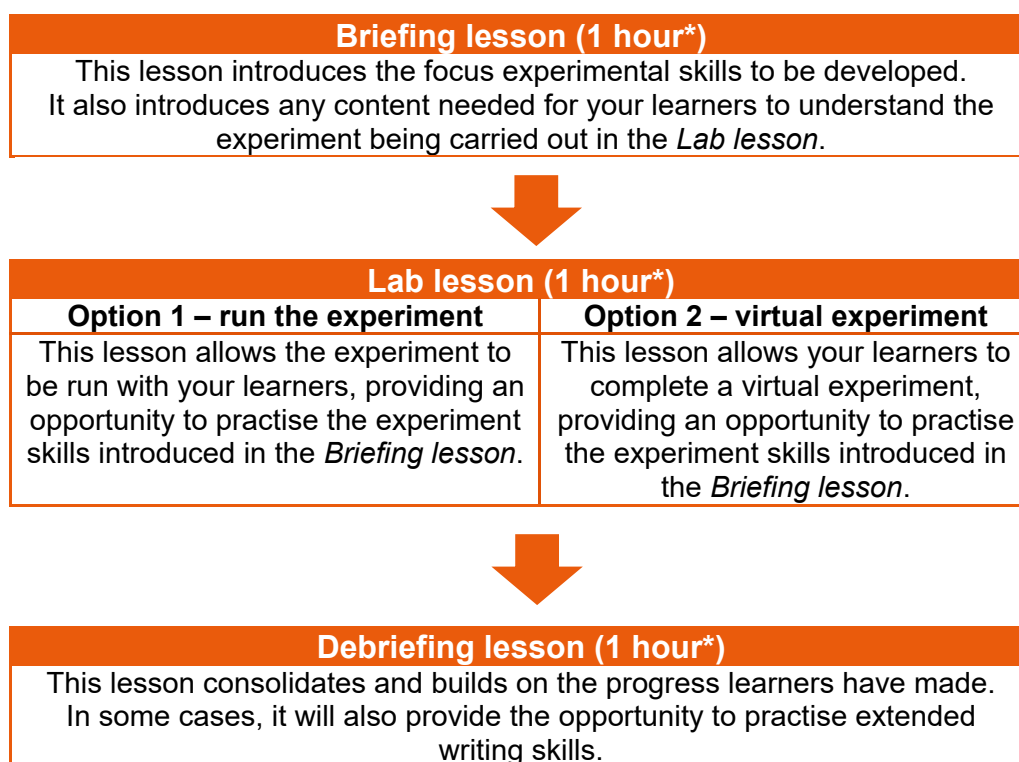 Briefing lesson (1 hour*)
This lesson introduces the focus experimental skills to be developed.
It also introduces any content needed for your learners to understand the
experiment being carried out in the Lab lesson.
Lab lesson (1 hour*)
Option 1 – run the experiment
This lesson allows the experiment to
be run with your learners, providing an
opportunity to practise the experiment
skills introduced in the Briefing lesson.
Option 2 – virtual experiment
This lesson allows your learners to
complete a virtual experiment,
providing an opportunity to practise
the experiment skills introduced in
the Briefing lesson.
Debriefing lesson (1 hour*)
This lesson consolidates and builds on the progress learners have made.
In some cases, it will also provide the opportunity to practise extended
writing skills.